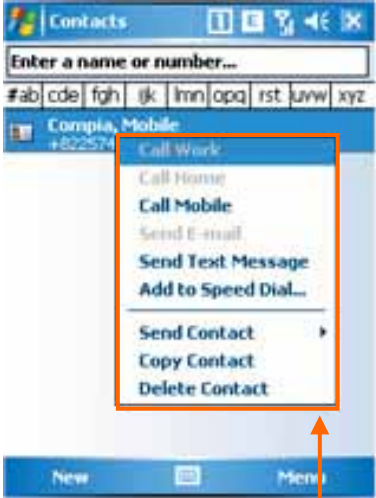 Contacts
Enter a name or number...
#ab cde fgh ijk lmn opq rst uvw xyz
Compia, Mobile
+822574
Call Work
Call Home
Call Mobile
Send E-mail
Send Text Message
Add to Speed Dial...
Send Contact
Copy Contact
Delete Contact
New Menu